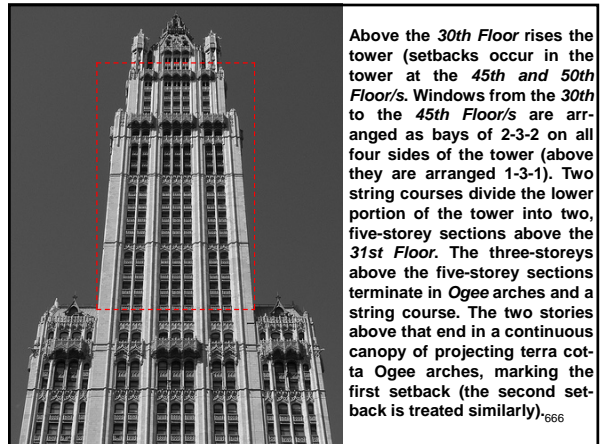 Above the 30th Floor rises the
tower (setbacks occur in the
tower at the 45th and 50th
Floor/s. Windows from the 30th
to the 45th Floor/s are arr-
anged as bays of 2-3-2 on all
four sides of the tower (above
they are arranged 1-3-1). Two
string courses divide the lower
portion of the tower into two,
five-storey sections above the
31st Floor. The three-storeys
above the five-storey sections
terminate in Ogee arches and a
string course. The two stories
above that end in a continuous
canopy of projecting terra cot-
ta Ogee arches, marking the
first setback (the second set-
back is treated similarly).
666